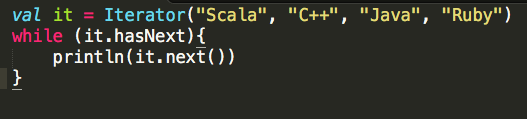 val it = Iterator("Scala", "C++", "Java", "Ruby")
while (it.hasNext){
    println(it.next())
}